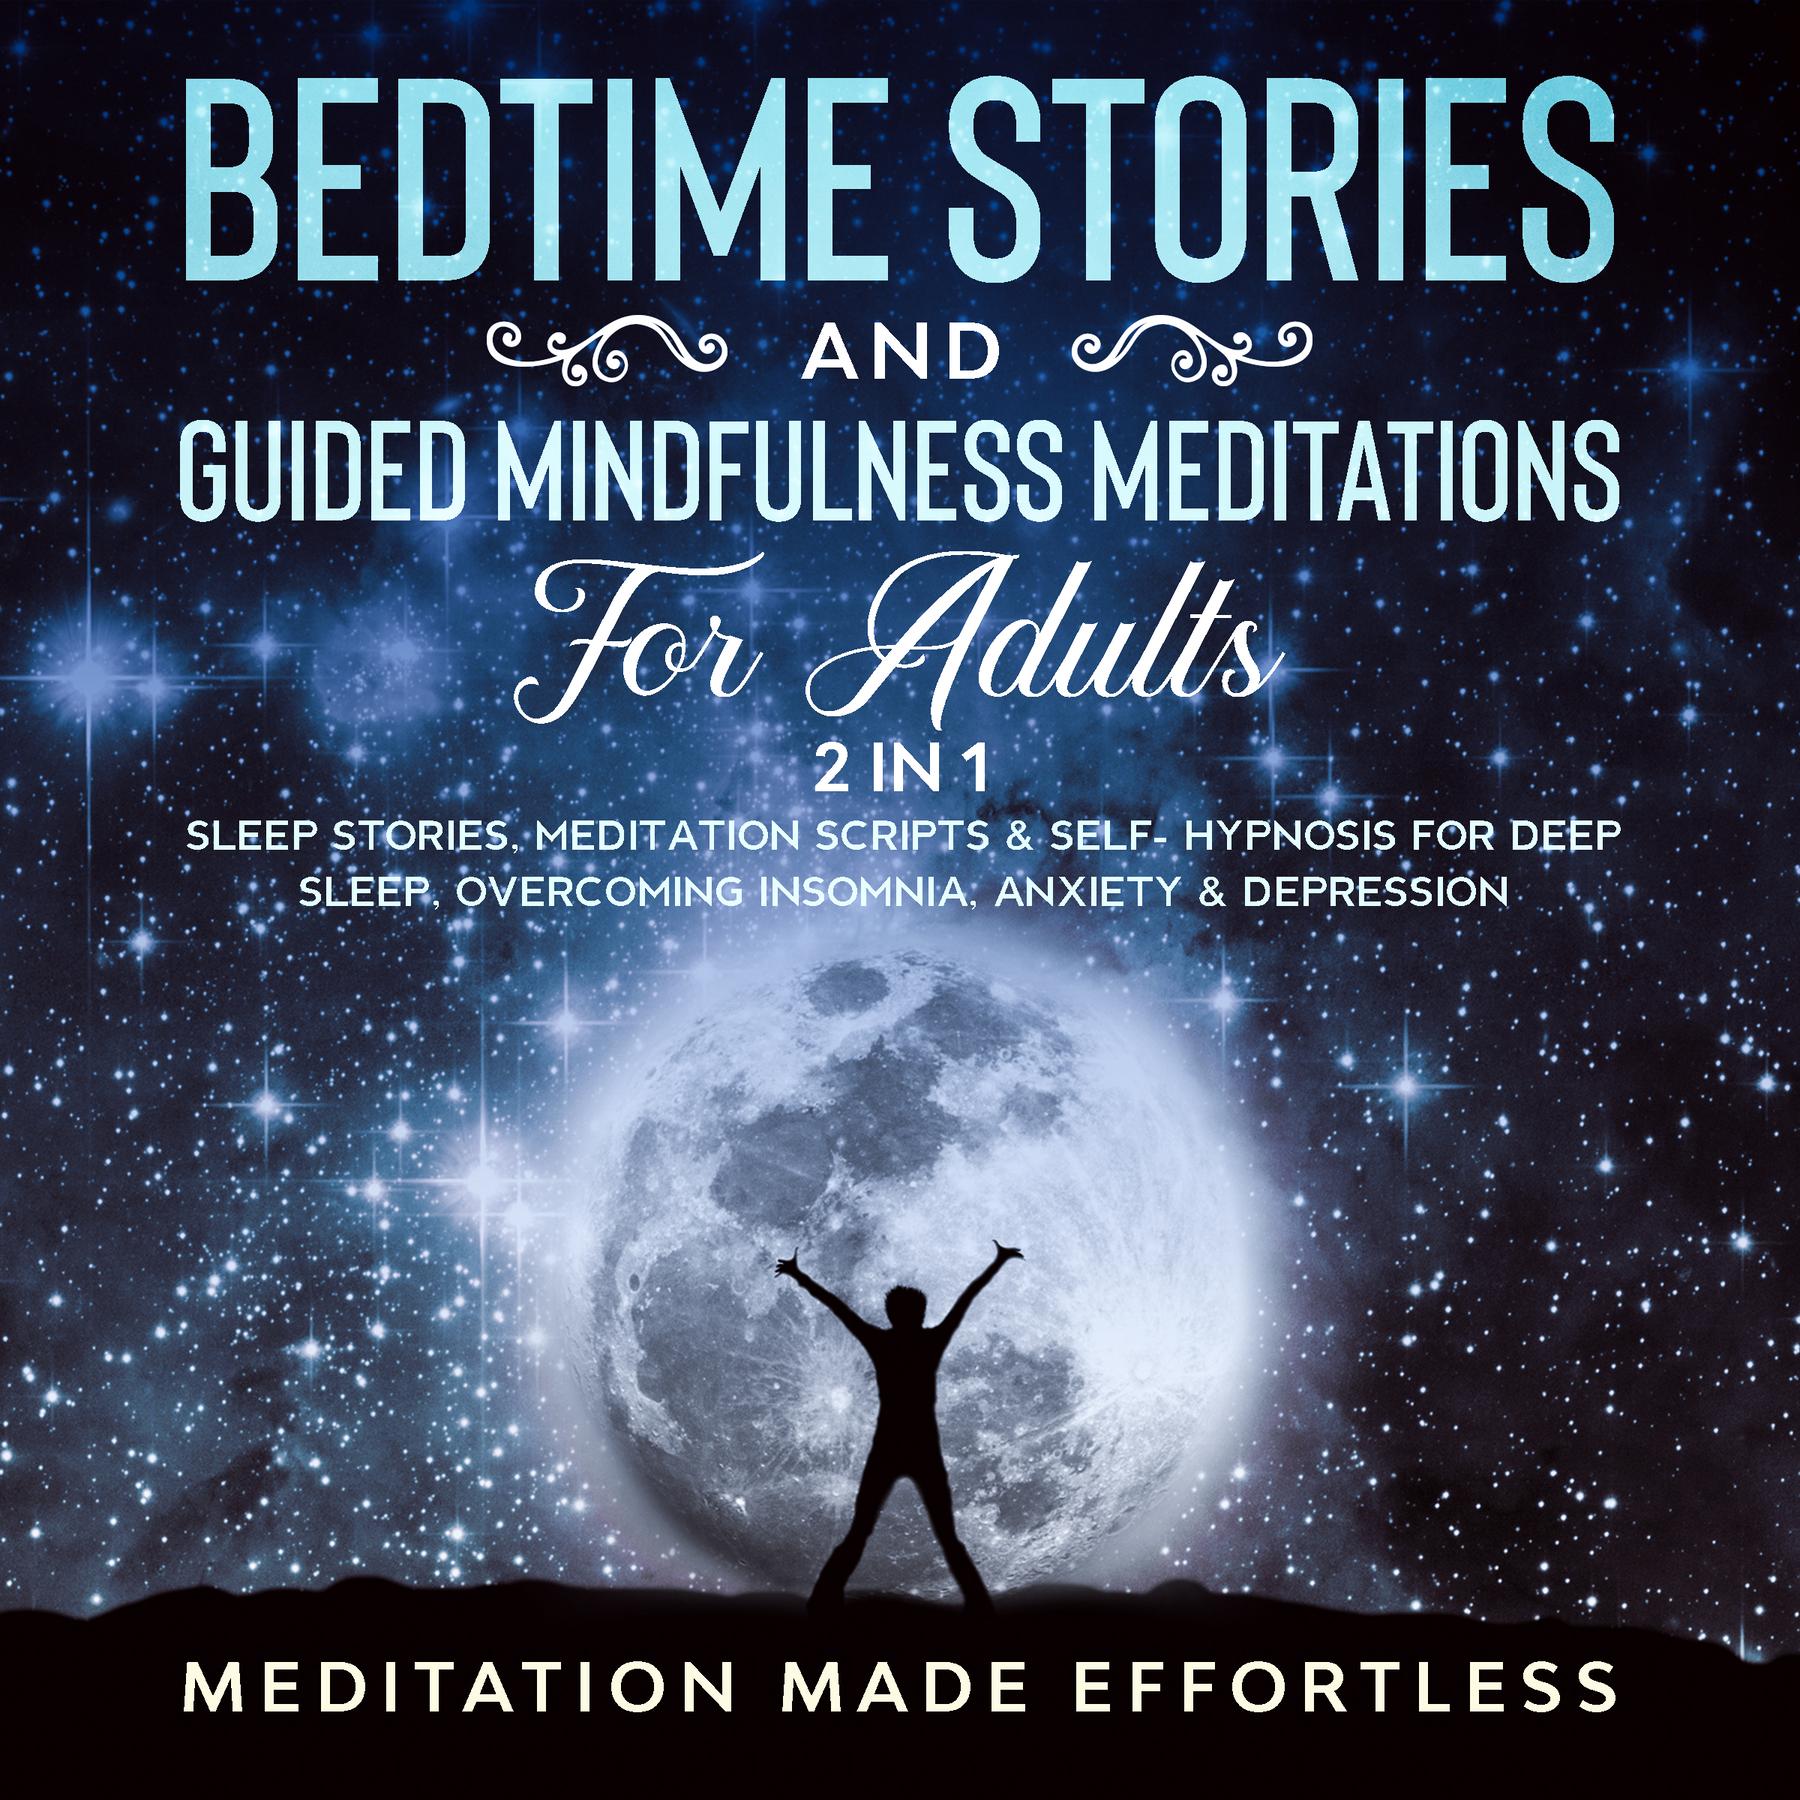 BEDTIME STORIES
AND
GUIDED MINDFULNESS MEDITATIONS
For Adults
2 IN 1
SLEEP STORIES, MEDITATION SCRIPTS & SELF- HYPNOSIS FOR DEEP
SLEEP, OVERCOMING INSOMNIA, ANXIETY & DEPRESSION
MEDITATION MADE EFFORTLESS